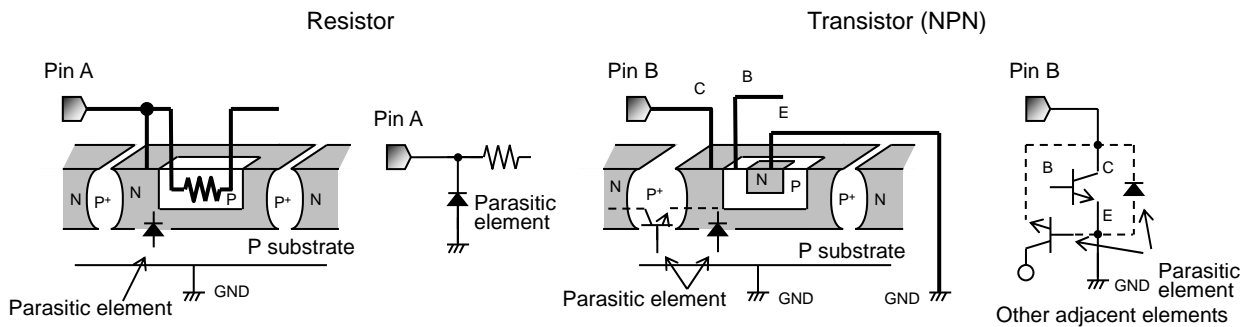 Resistor
Transistor (NPN)
Pin A
Pin A
N
P+
N
P
P+
N
Parasitic
element
P substrate
GND
Parasitic element
Pin B
C
B
E
N
P+
N
P
P+
N
P substrate
GND
GND
Parasitic element
Pin B
B
C
E
Parasitic
element
Other adjacent elements